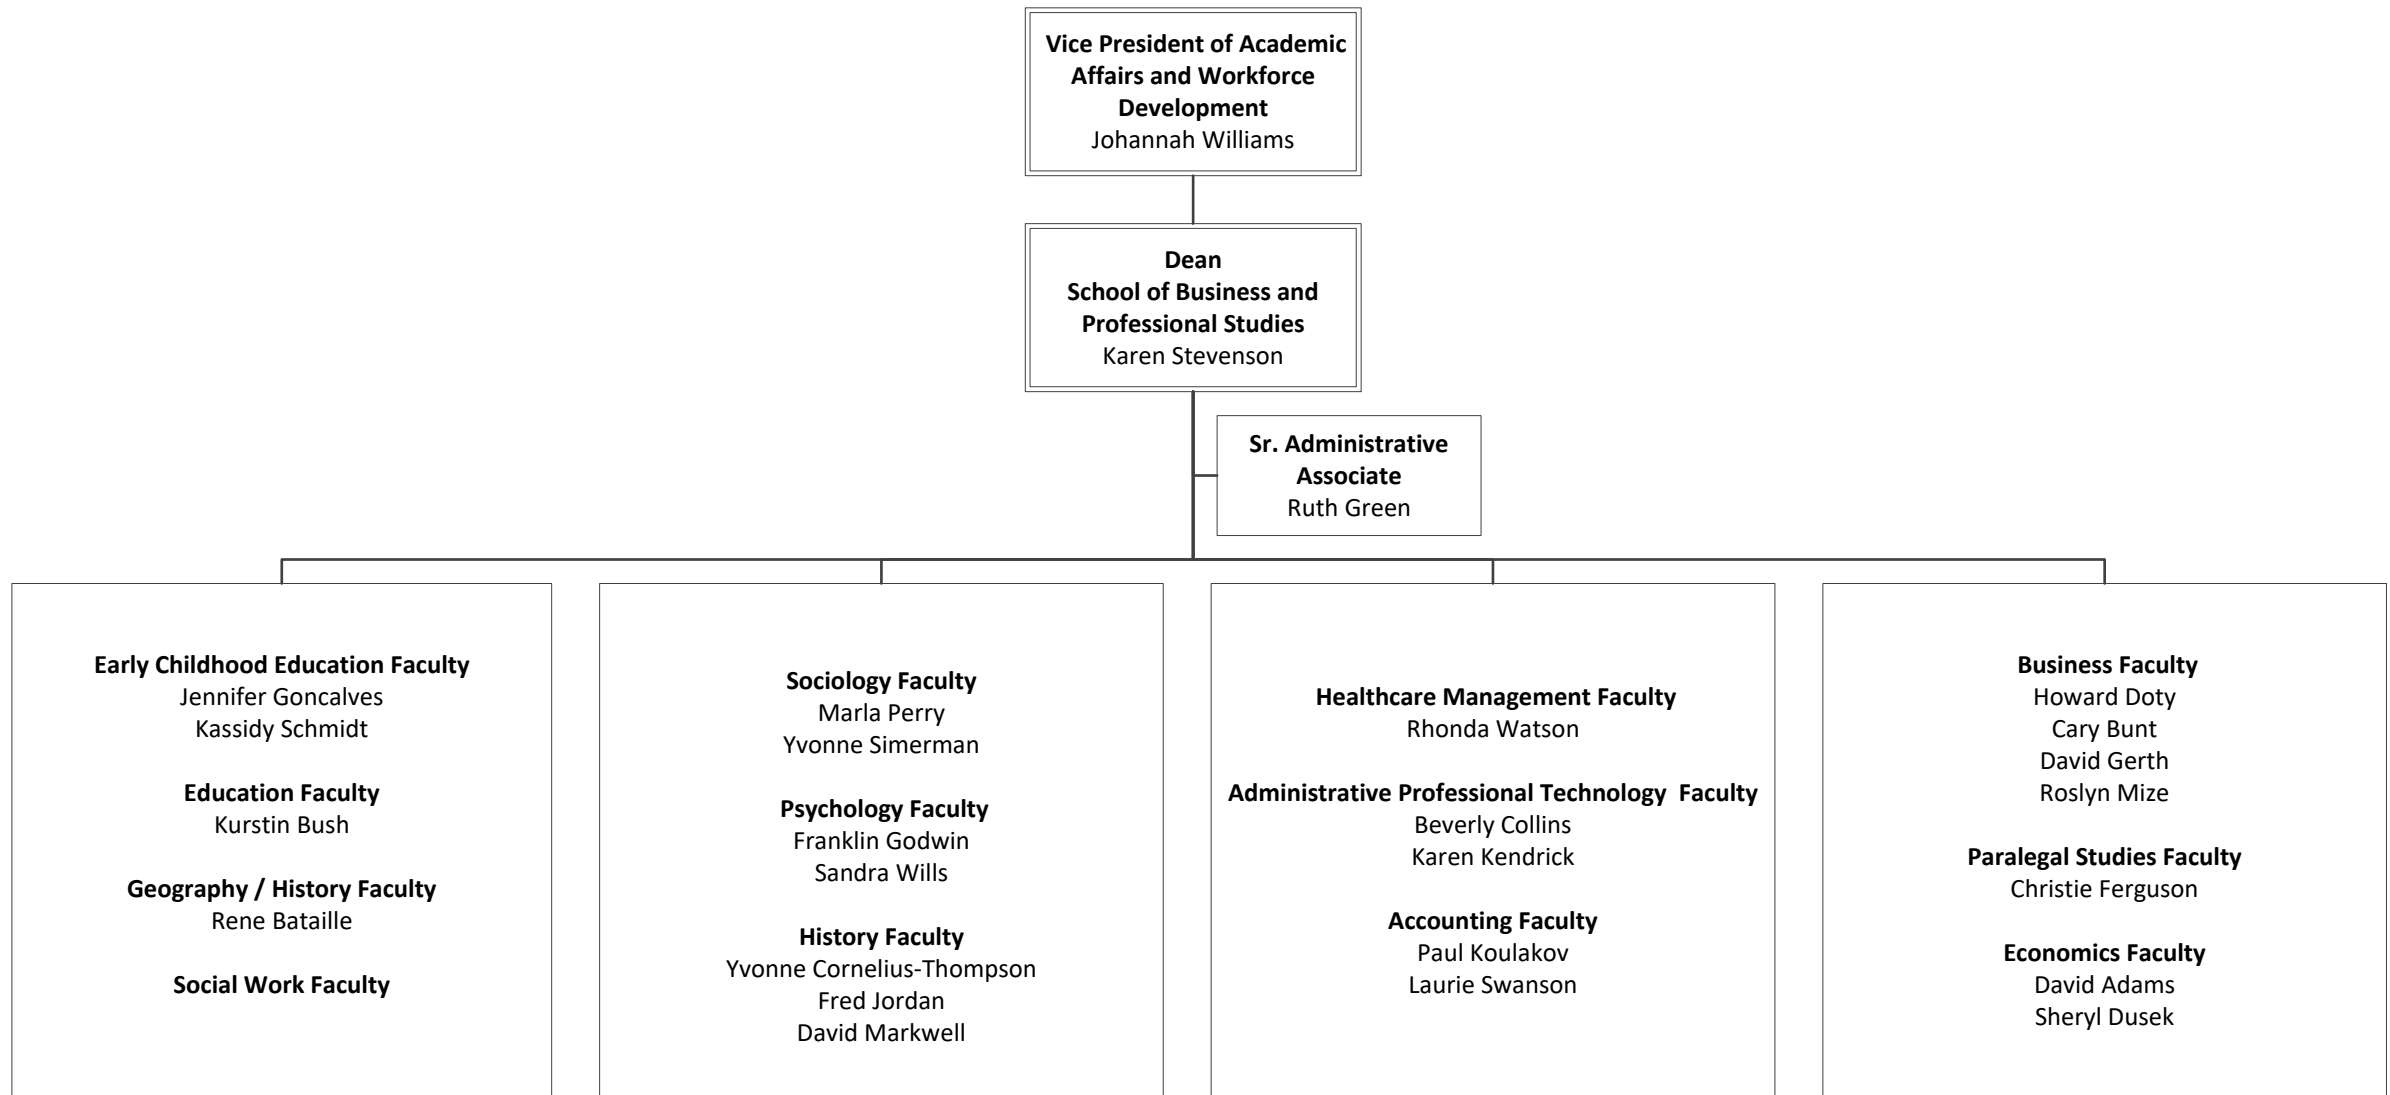 Vice President of Academic
Affairs and Workforce
Development
Johannah Williams
Dean
School of Business and
Professional Studies
Karen Stevenson
Sr. Administrative
Associate
Ruth Green
Early Childhood Education Faculty
Jennifer Goncalves
Kassidy Schmidt
Education Faculty
Kurstin Bush
Geography / History Faculty
Rene Bataille
Social Work Faculty
Sociology Faculty
Marla Perry
Yvonne Simerman
Psychology Faculty
Franklin Godwin
Sandra Wills
History Faculty
Yvonne Cornelius-Thompson
Fred Jordan
David Markwell
Healthcare Management Faculty
Rhonda Watson
Administrative Professional Technology  Faculty
Beverly Collins
Karen Kendrick
Accounting Faculty
Paul Koulakov
Laurie Swanson
Business Faculty
Howard Doty
Cary Bunt
David Gerth
Roslyn Mize
Paralegal Studies Faculty
Christie Ferguson
Economics Faculty
David Adams
Sheryl Dusek